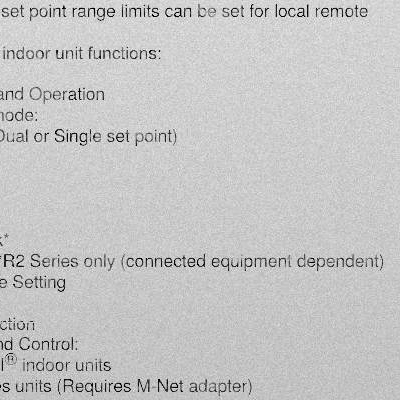 set point range limits can be set for local remote
indoor unit functions:
and Operation
mode:
Dual or Single set point)
*
*R2 Series only (connected equipment dependent)
e Setting
ction
nd Control:
l® indoor units
es units (Requires M-Net adapter)